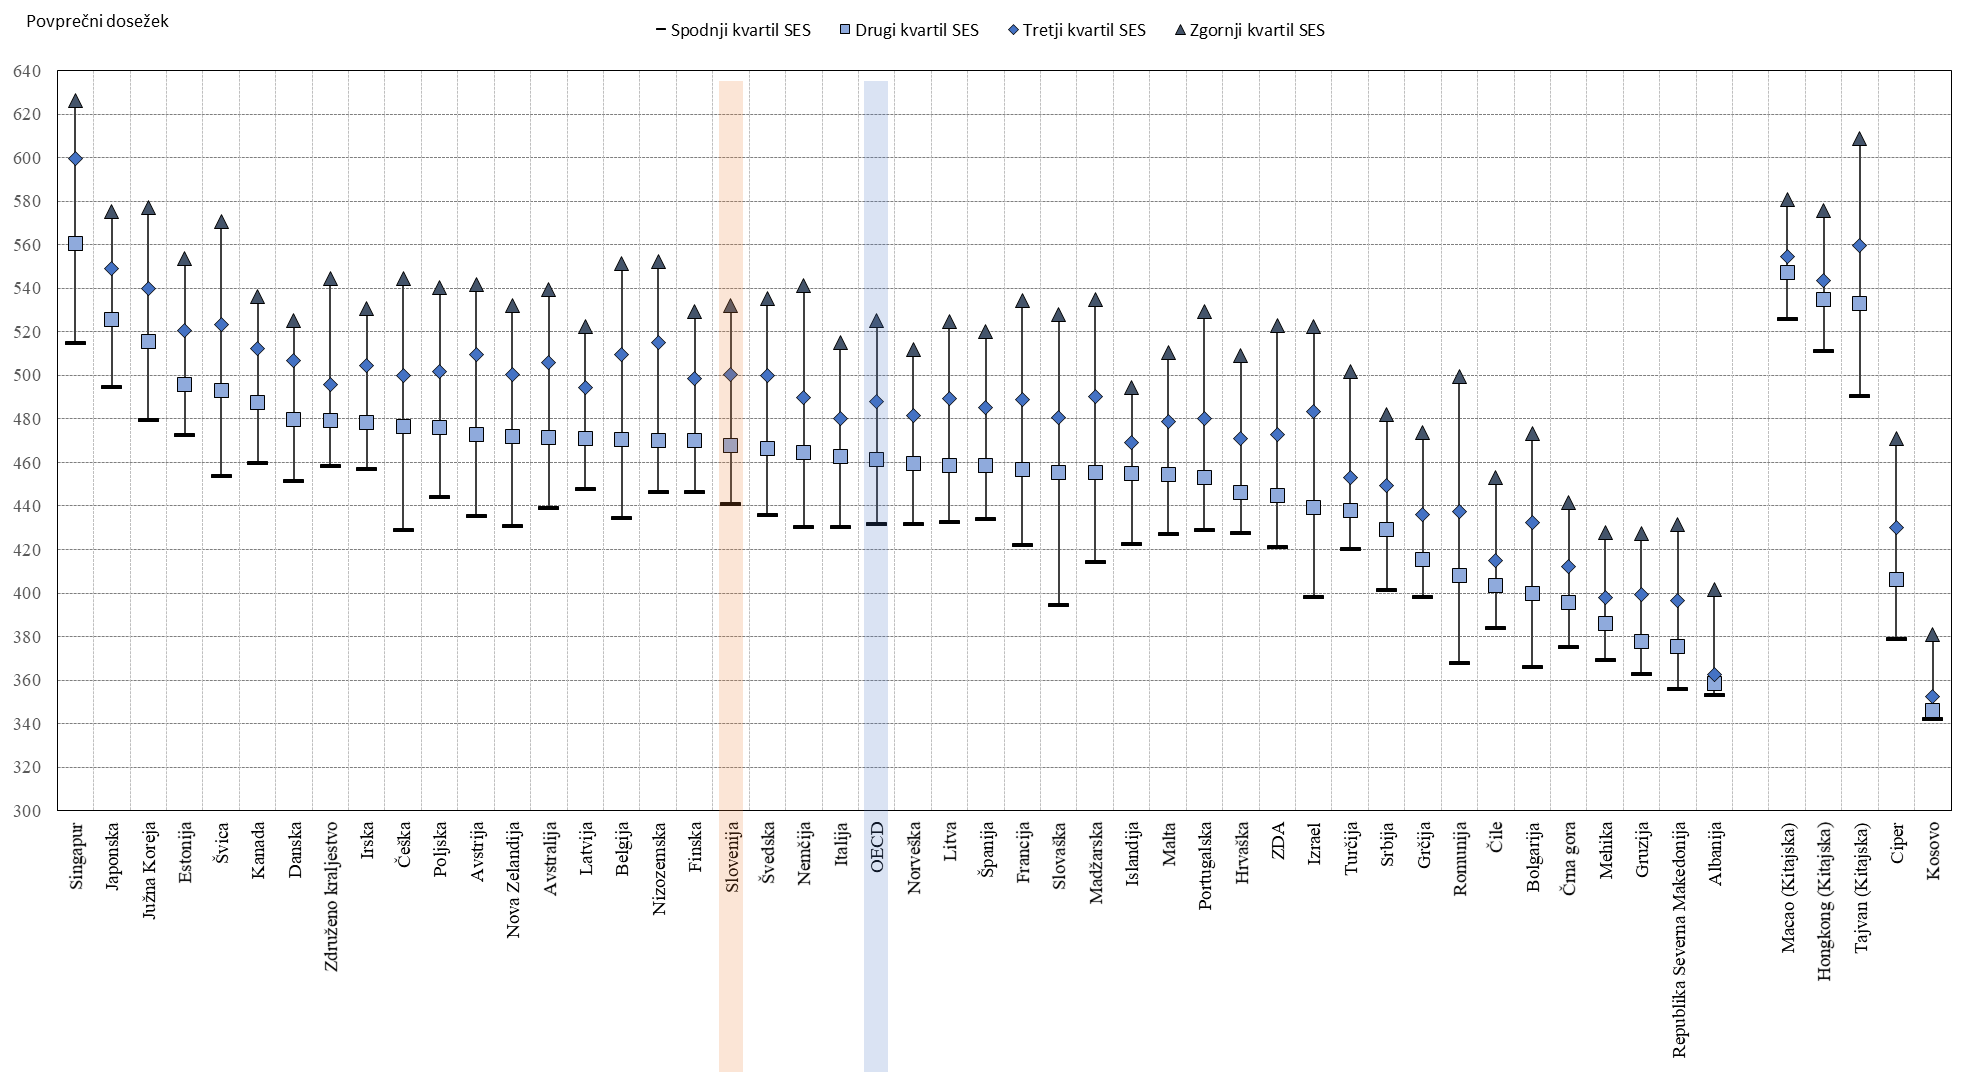 Povprečni dosežek
Spodnji kvartil SES Drugi kvartil SES Tretji kvartil SES Zgornji kvartil SES
640
620
600
580
560
540
520
500
480
460
440
420
400
380
360
340
320
300
Singapur
Japonska
Južna Koreja
Estonija
Švica
Kanada
Danska
Združeno kraljestvo
Irska
Češka
Poljska
Avstrija
Nova Zelandija
Avstralija
Latvija
Belgija
Nizozemska
Finska
Slovenija
Švedska
Nemčija
Italija
OECD
Norveška
Litva
Španija
Francija
Slovaška
Madžarska
Islandija
Malta
Portugalska
Hrvaška
ZDA
Izrael
Turčija
Srbija
Grčija
Romunija
Čile
Bolgarija
Črna gora
Mehika
Gruzija
Republika Severna Makedonija
Albanija
Macao (Kitajska)
Hongkong (Kitajska)
Tajvan (Kitajska)
Ciper
Kosovo